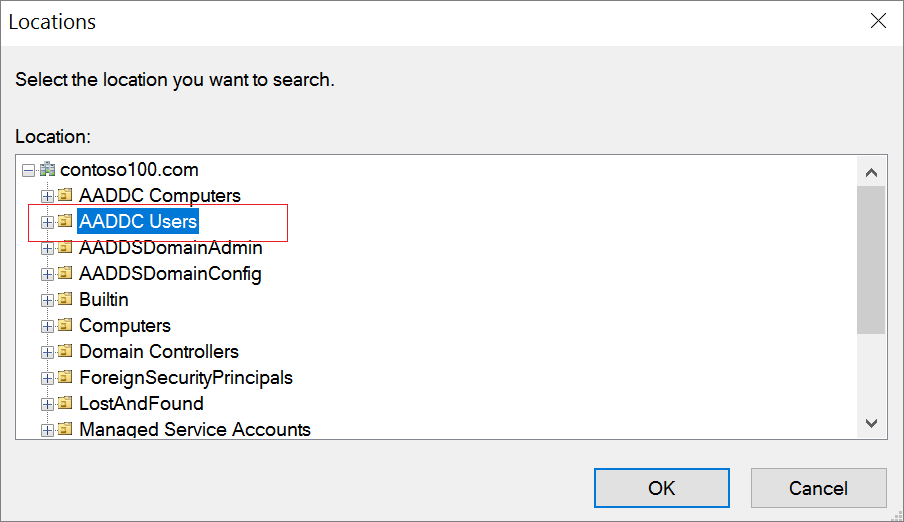 Locations
Select the location you want to search.
Location:
contoso100.com
AADDC Computers
AADDC Users
AADDSDomainAdmin
AADDSDomainConfig
Builtin
Computers
Domain Controllers
ForeignSecurityPrincipals
LostAndFound
Managed Service Accounts
OK Cancel